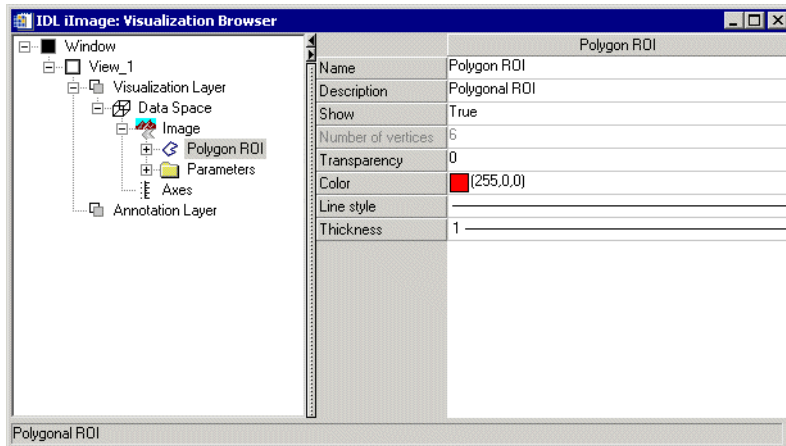 IDL iImage: Visualization Browser
Window
View_1
Visualization Layer
Data Space
Image
Polygon ROI
Parameters
Axes
Annotation Layer
Polygon ROI
Name Polygon ROI
Description Polygonal ROI
Show True
Number of vertices 6
Transparency 0
Color (255,0,0)
Line style
Thickness 1
Polygonal ROI